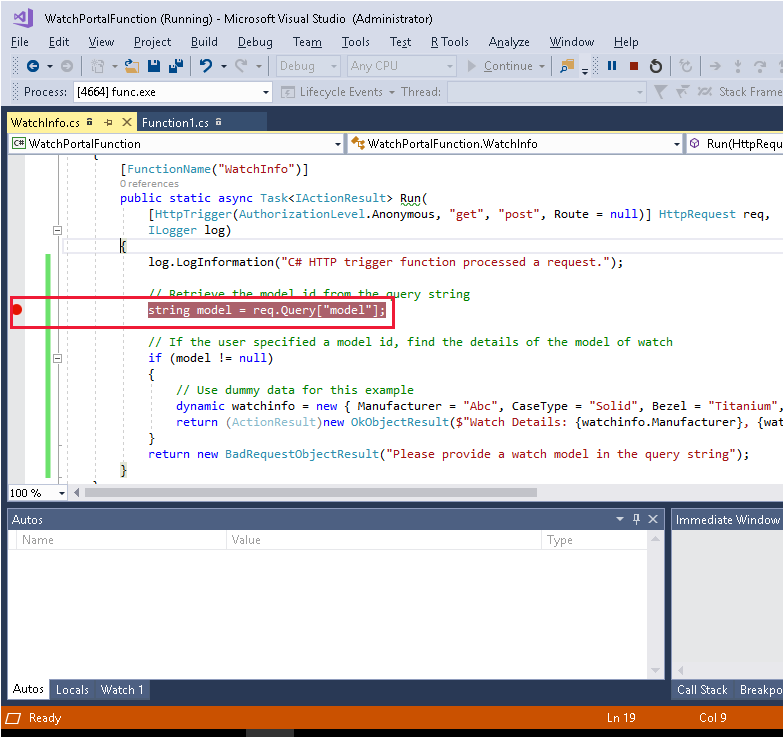 WatchPortalFunction (Running) - Microsoft Visual Studio (Administrator)
File Edit View Project Build Debug Team Tools Test R Tools Analyze Window Help
Debug Any CPU Continue
Process: [4664] func.exe Lifecycle Events Thread: Stack Frame
WatchInfo.cs Function1.cs
C# WatchPortalFunction WatchPortalFunction.WatchInfo Run(HttpRequ
{
[FunctionName("WatchInfo")]
0 references
public static async Task<IActionResult> Run(
[HttpTrigger(AuthorizationLevel.Anonymous, "get", "post", Route = null)] HttpRequest req,
ILogger log)
{
log.LogInformation("C# HTTP trigger function processed a request.");
// Retrieve the model id from the query string
string model = req.Query["model"];
// If the user specified a model id, find the details of the model of watch
if (model != null)
{
// Use dummy data for this example
dynamic watchinfo = new { Manufacturer = "Abc", CaseType = "Solid", Bezel = "Titanium",
return (ActionResult)new OkObjectResult($"Watch Details: {watchinfo.Manufacturer}, {wat
}
return new BadRequestObjectResult("Please provide a watch model in the query string");
}
100 %
Autos Immediate Window
Name Value Type
Autos Locals Watch 1 Call Stack Breakpo
Ready Ln 19 Col 9